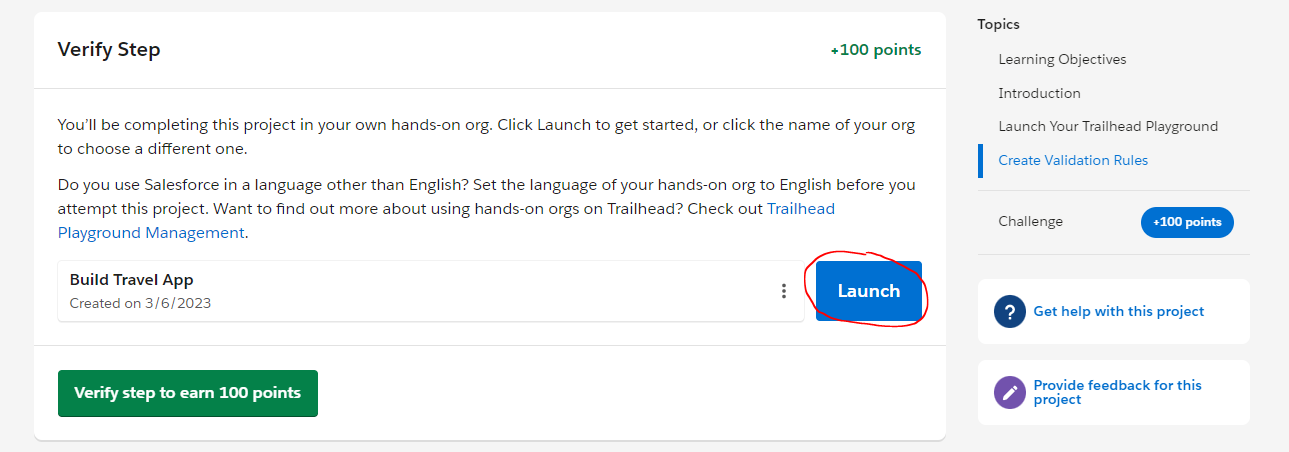 Verify Step
+100 points
You’ll be completing this project in your own hands-on org. Click Launch to get started, or click the name of your org
to choose a different one.
Do you use Salesforce in a language other than English? Set the language of your hands-on org to English before you
attempt this project. Want to find out more about using hands-on orgs on Trailhead? Check out Trailhead
Playground Management.
Build Travel App
Created on 3/6/2023
Launch
Verify step to earn 100 points
Topics
Learning Objectives
Introduction
Launch Your Trailhead Playground
Create Validation Rules
Challenge
+100 points
? Get help with this project
Provide feedback for this
project